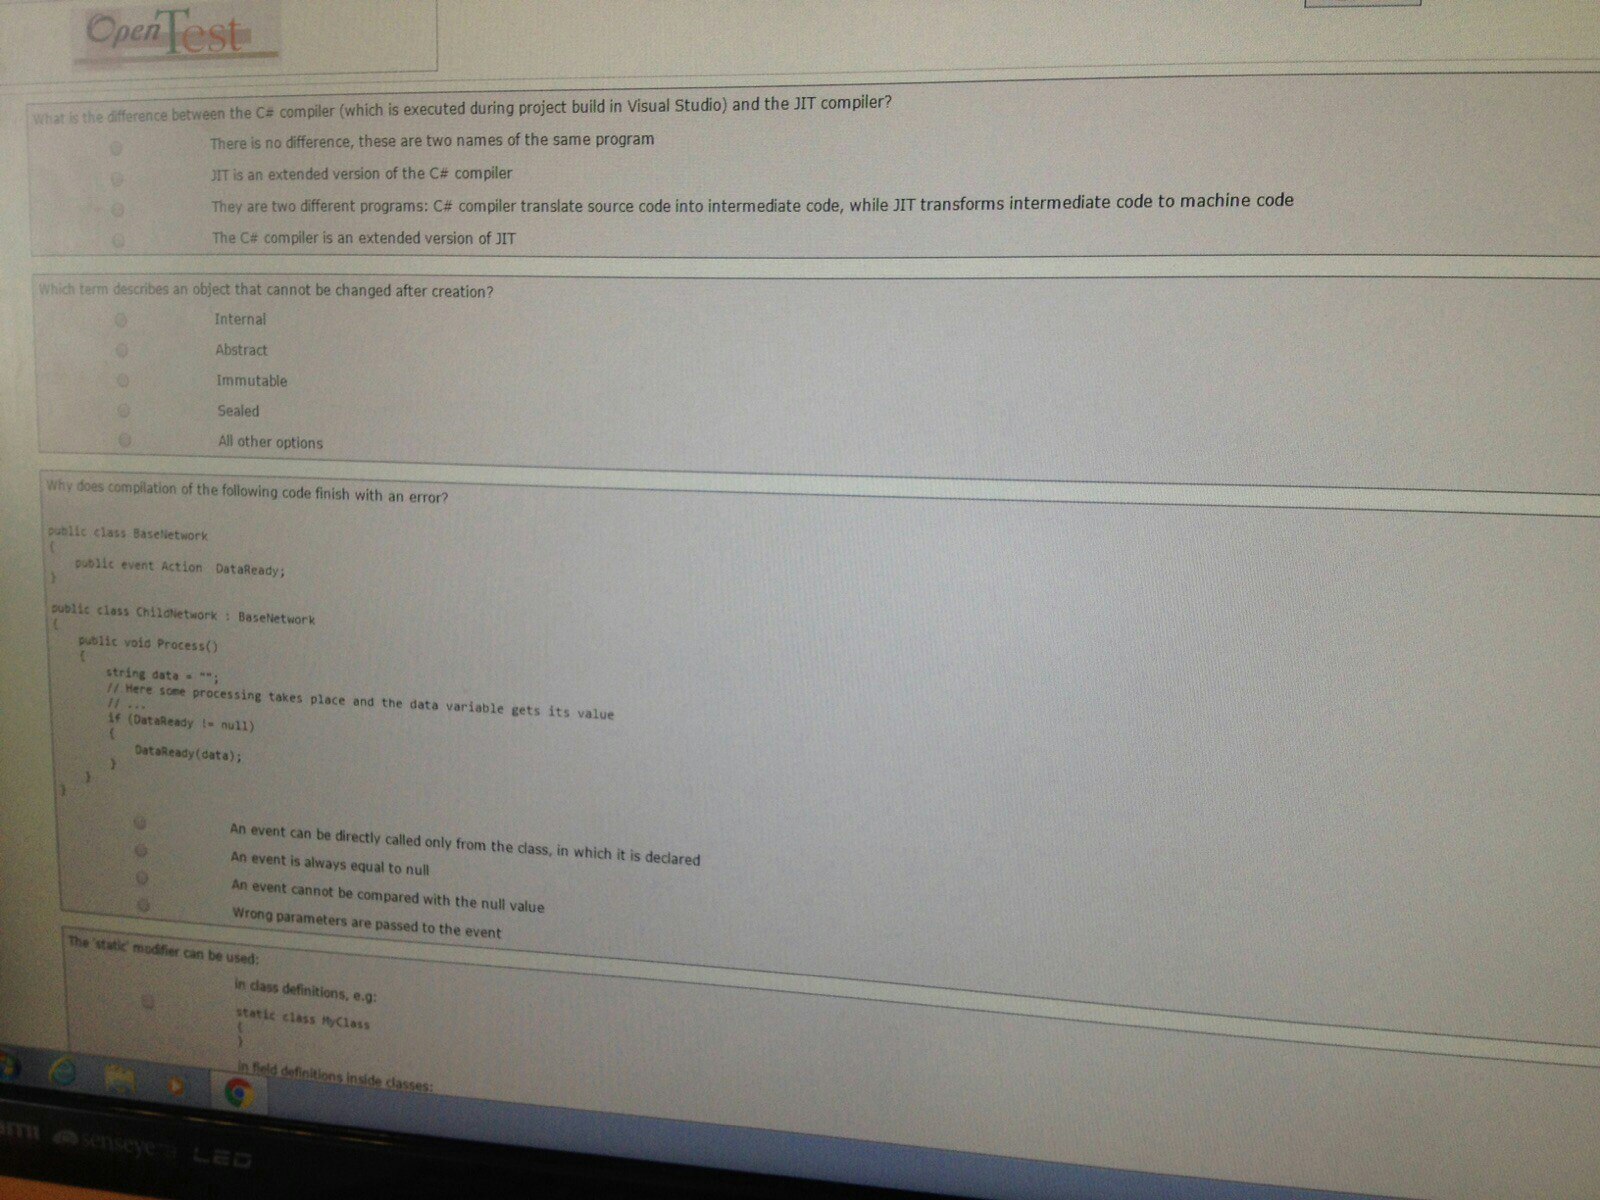 OpenTest
What is the difference between the C# compiler (which is executed during project build in Visual Studio) and the JIT compiler?
There is no difference, these are two names of the same program
JIT is an extended version of the C# compiler
They are two different programs: C# compiler translate source code into intermediate code, while JIT transforms intermediate code to machine code
The C# compiler is an extended version of JIT
Which term describes an object that cannot be changed after creation?
Internal
Abstract
Immutable
Sealed
All other options
Why does compilation of the following code finish with an error?
public class BaseNetwork
{
public event Action  DataReady;
}
public class ChildNetwork : BaseNetwork
{
public void Process()
{
string data = "";
// Here some processing takes place and the data variable gets its value
// ...
if (DataReady != null)
{
DataReady(data);
}
}
}
An event can be directly called only from the class, in which it is declared
An event is always equal to null
An event cannot be compared with the null value
Wrong parameters are passed to the event
The 'static' modifier can be used:
in class definitions, e.g:
static class MyClass
{
}
in field definitions inside classes:
senseye
LED